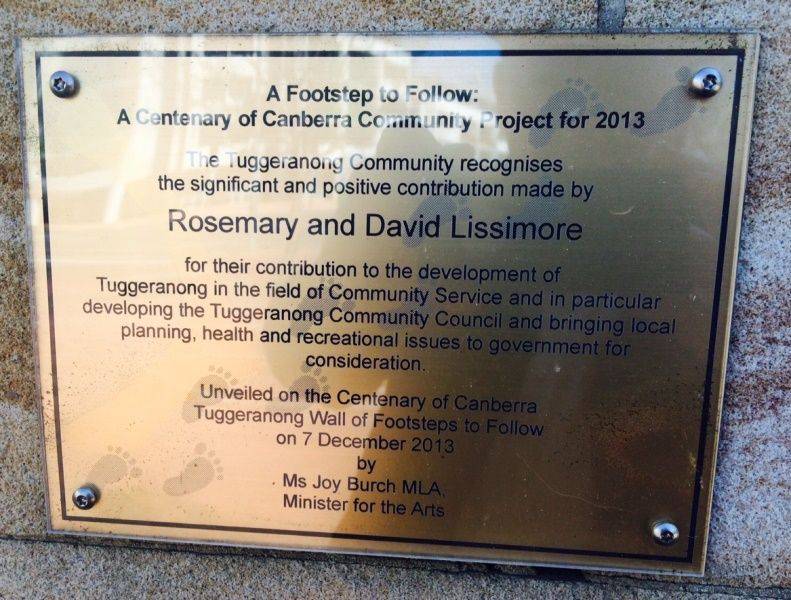 A Footstep to Follow:
A Centenary of Canberra Community Project for 2013
The Tuggeranong Community recognises
the significant and positive contribution made by
Rosemary and David Lissimore
for their contribution to the development of
Tuggeranong in the field of Community Service and in particular
developing the Tuggeranong Community Council and bringing local
planning, health and recreational issues to government for
consideration.
Unveiled on the Centenary of Canberra
Tuggeranong Wall of Footsteps to Follow
on 7 December 2013
by
Ms Joy Burch MLA,
Minister for the Arts